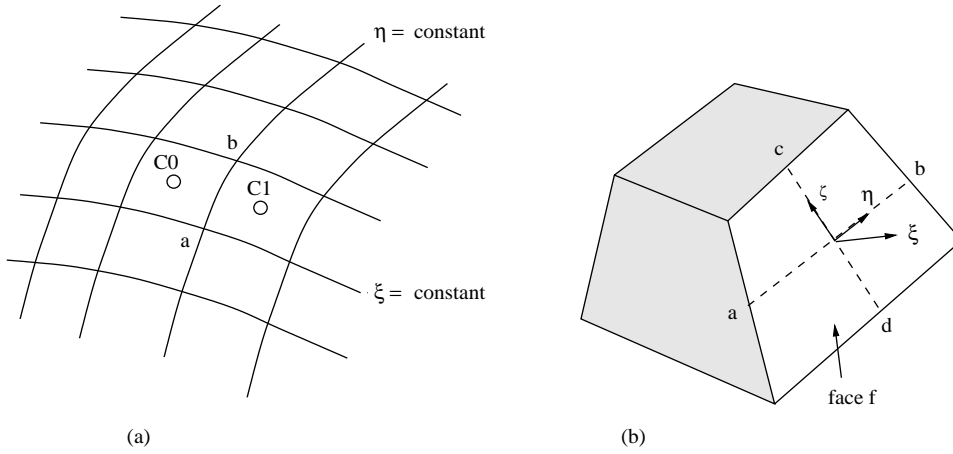 η = constant
b
C0
C1
a
ξ = constant
(a)
c
b
ζ
η
ξ
a
d
face f
(b)